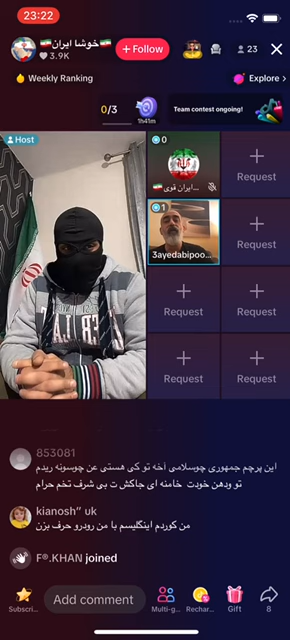 23:22
🇮🇷خوشا ایران🇮🇷
3.9K
+ Follow
23
Weekly Ranking
Explore >
0/3
1h41m
Team contest ongoing!
Host
0
ایران قوی...🇮🇷
1
3ayedabipoo...
Request
Request
Request
Request
Request
Request
853081
این پرچم جمهوری چوسلامی آخه تو کی هستی عن چوسونه ریدم
تو ودهن خودت خامنه ای جاکش ت بی شرف تخم حرام
kianosh” uk
من کوردم اینگلیسم با من رودرو حرف بزن
F®.KHAN joined
Subscri...
Add comment
Multi-g...
Rechar...
Gift
8